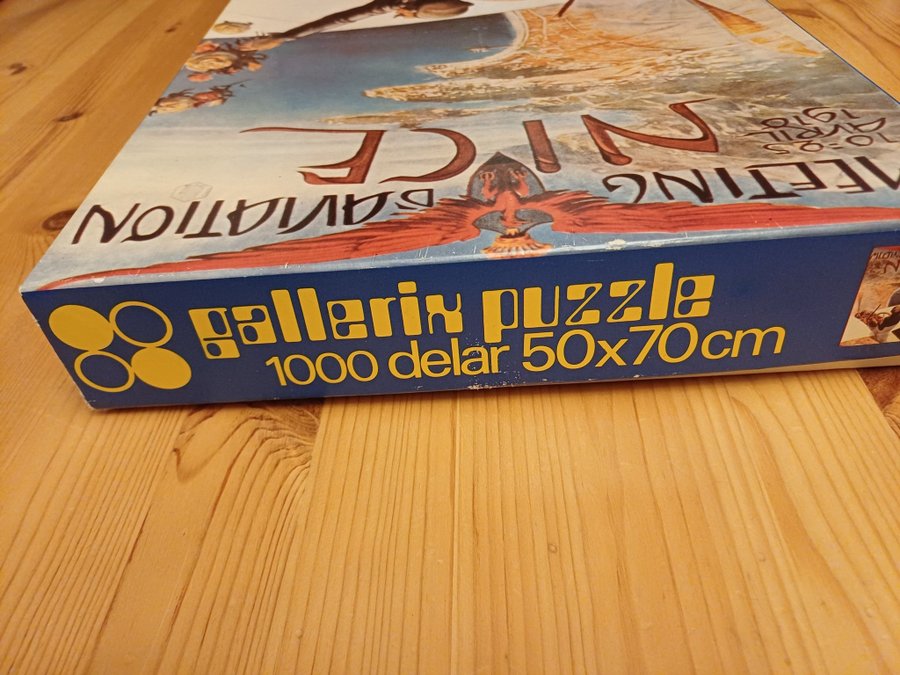 MEETING D'AVIATION
NICE
10-25
AVRIL
1910
gallerix puzzle
1000 delar 50x70cm